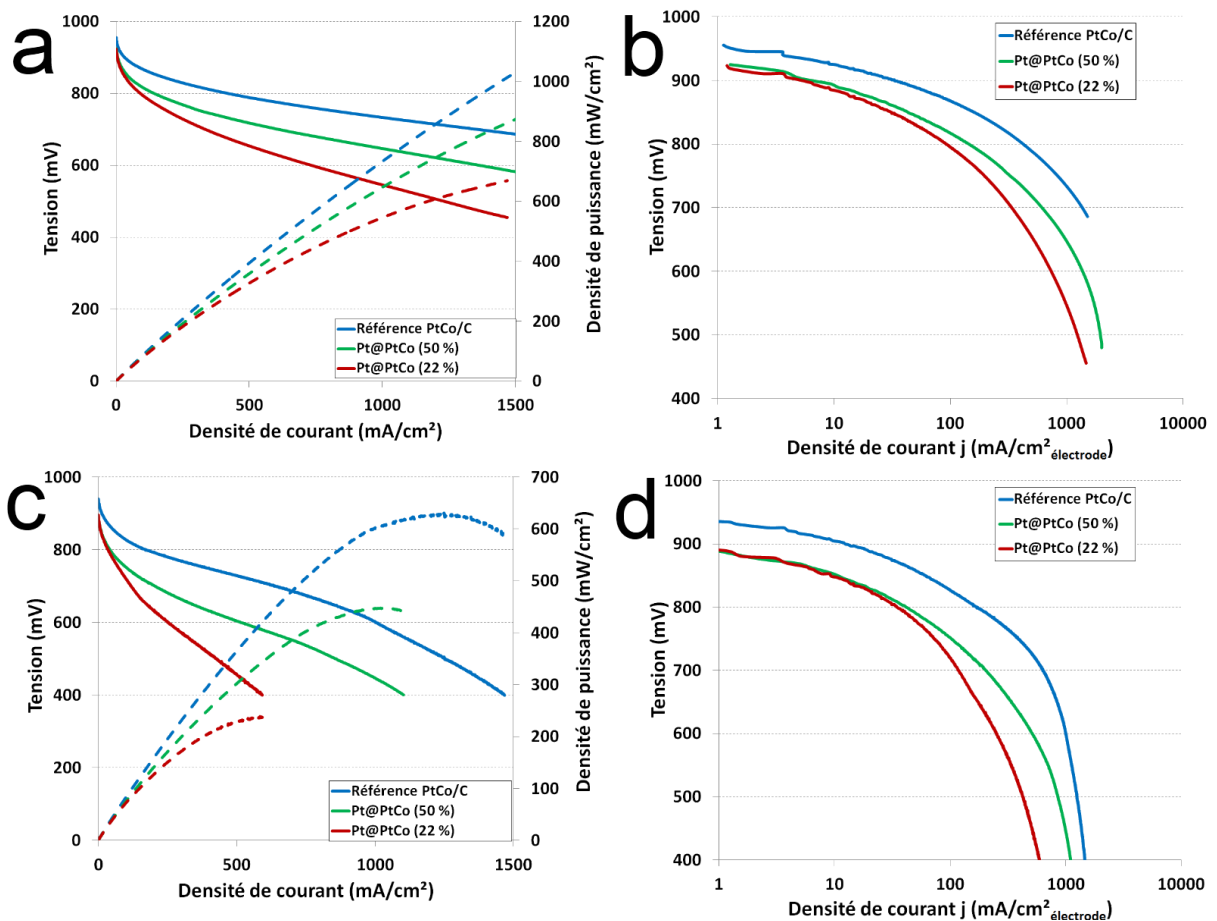 a
1000
800
600
400
200
0
Tension (mV)
1200
1000
800
600
400
200
0
Densité de puissance (mW/cm²)
Référence PtCo/C
Pt@PtCo (50 %)
Pt@PtCo (22 %)
0
500
1000
1500
Densité de courant (mA/cm²)
b
1000
900
800
700
600
500
400
Tension (mV)
Référence PtCo/C
Pt@PtCo (50 %)
Pt@PtCo (22 %)
1
10
100
1000
10000
Densité de courant j (mA/cm²électrode)
c
1000
800
600
400
200
0
Tension (mV)
700
600
500
400
300
200
100
0
Densité de puissance (mW/cm²)
Référence PtCo/C
Pt@PtCo (50 %)
Pt@PtCo (22 %)
0
500
1000
1500
Densité de courant (mA/cm²)
d
1000
900
800
700
600
500
400
Tension (mV)
Référence PtCo/C
Pt@PtCo (50 %)
Pt@PtCo (22 %)
1
10
100
1000
10000
Densité de courant j (mA/cm²électrode)